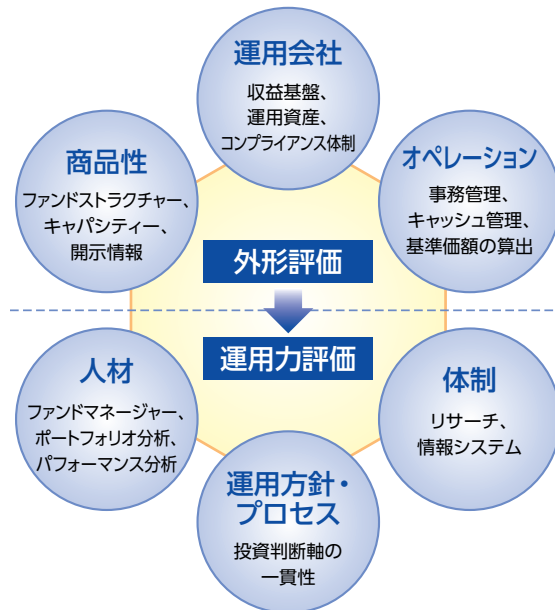 運用会社
収益基盤、
運用資産、
コンプライアンス体制
商品性
ファンドストラクチャー、
キャパシティー、
開示情報
オペレーション
事務管理、
キャッシュ管理、
基準価額の算出
外形評価
運用力評価
人材
ファンドマネージャー、
ポートフォリオ分析、
パフォーマンス分析
体制
リサーチ、
情報システム
運用方針・
プロセス
投資判断軸の
一貫性